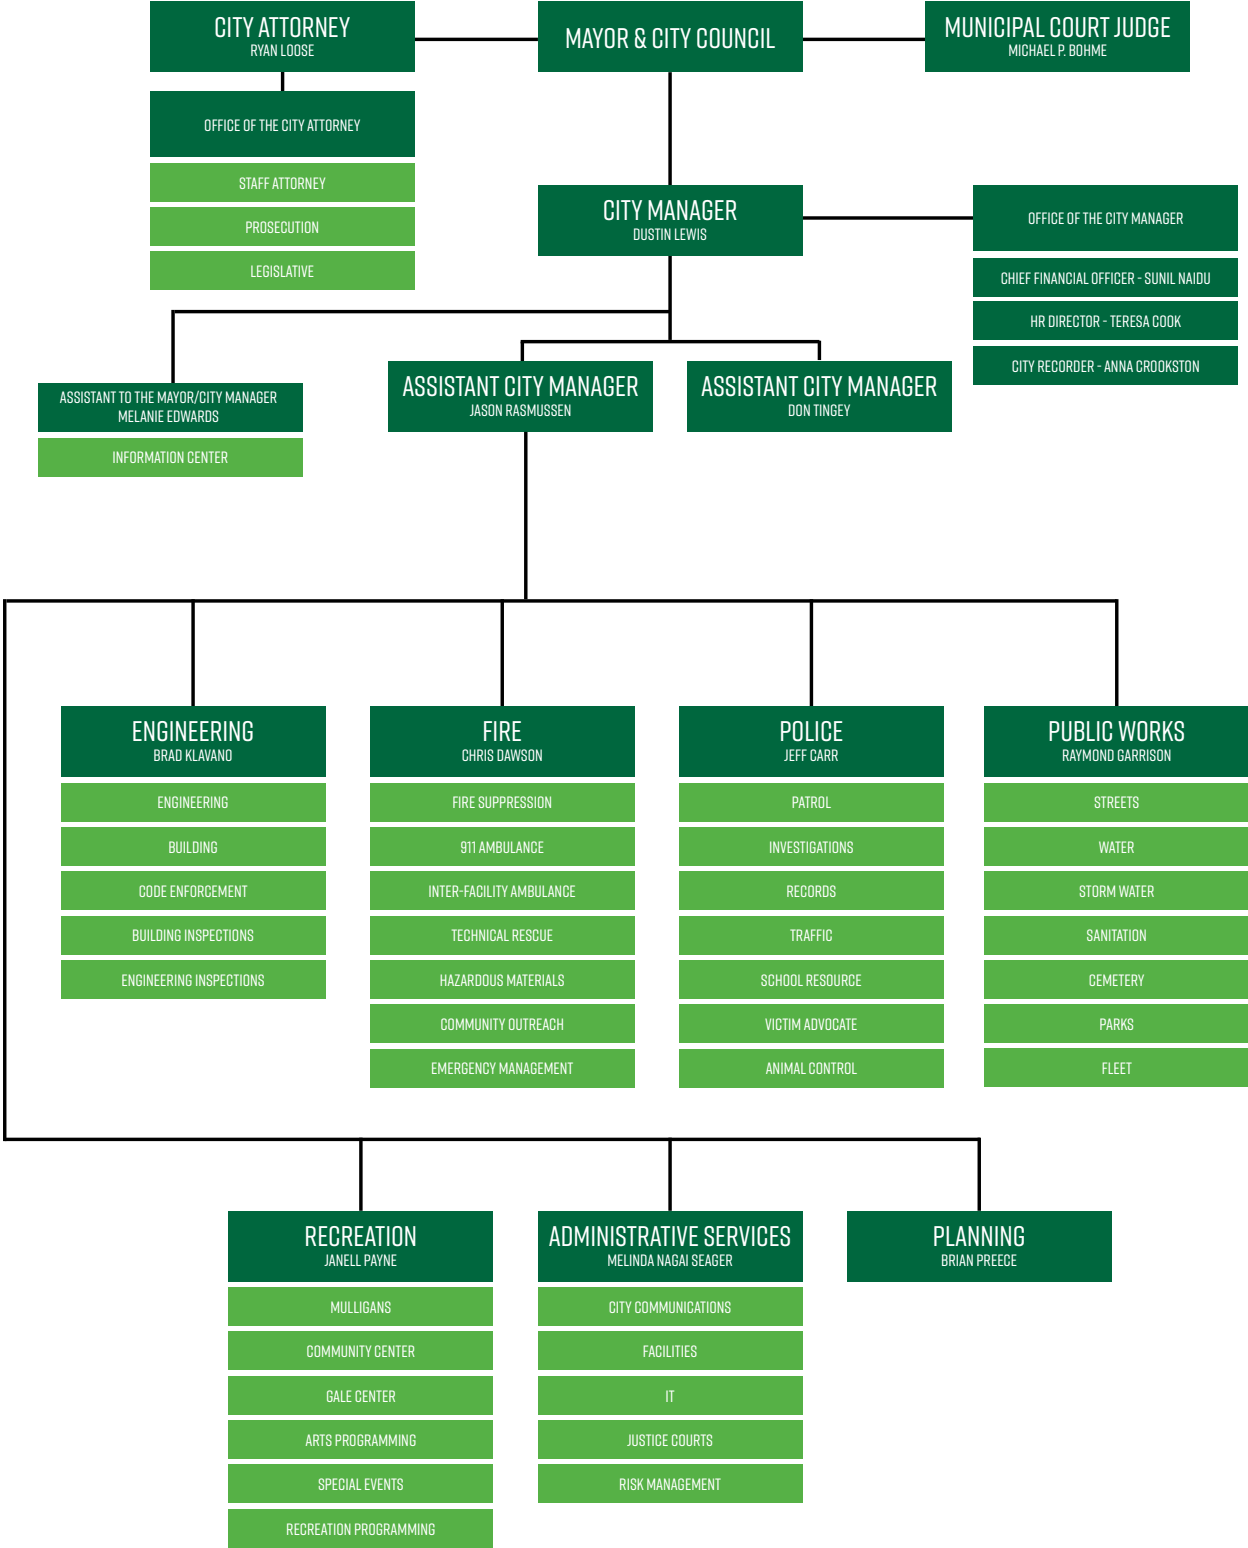 CITY ATTORNEY
RYAN LOOSE
MAYOR & CITY COUNCIL
MUNICIPAL COURT JUDGE
MICHAEL P. BOHME
OFFICE OF THE CITY ATTORNEY
STAFF ATTORNEY
PROSECUTION
LEGISLATIVE
CITY MANAGER
DUSTIN LEWIS
OFFICE OF THE CITY MANAGER
CHIEF FINANCIAL OFFICER - SUNIL NAIDU
HR DIRECTOR - TERESA COOK
CITY RECORDER - ANNA CROOKSTON
ASSISTANT TO THE MAYOR/CITY MANAGER
MELANIE EDWARDS
INFORMATION CENTER
ASSISTANT CITY MANAGER
JASON RASMUSSEN
ASSISTANT CITY MANAGER
DON TINGEY
ENGINEERING
BRAD KLAVANO
ENGINEERING
BUILDING
CODE ENFORCEMENT
BUILDING INSPECTIONS
ENGINEERING INSPECTIONS
FIRE
CHRIS DAWSON
FIRE SUPPRESSION
911 AMBULANCE
INTER-FACILITY AMBULANCE
TECHNICAL RESCUE
HAZARDOUS MATERIALS
COMMUNITY OUTREACH
EMERGENCY MANAGEMENT
POLICE
JEFF CARR
PATROL
INVESTIGATIONS
RECORDS
TRAFFIC
SCHOOL RESOURCE
VICTIM ADVOCATE
ANIMAL CONTROL
PUBLIC WORKS
RAYMOND GARRISON
STREETS
WATER
STORM WATER
SANITATION
CEMETERY
PARKS
FLEET
RECREATION
JANELL PAYNE
MULLIGANS
COMMUNITY CENTER
GALE CENTER
ARTS PROGRAMMING
SPECIAL EVENTS
RECREATION PROGRAMMING
ADMINISTRATIVE SERVICES
MELINDA NAGAI SEAGER
CITY COMMUNICATIONS
FACILITIES
IT
JUSTICE COURTS
RISK MANAGEMENT
PLANNING
BRIAN PREECE